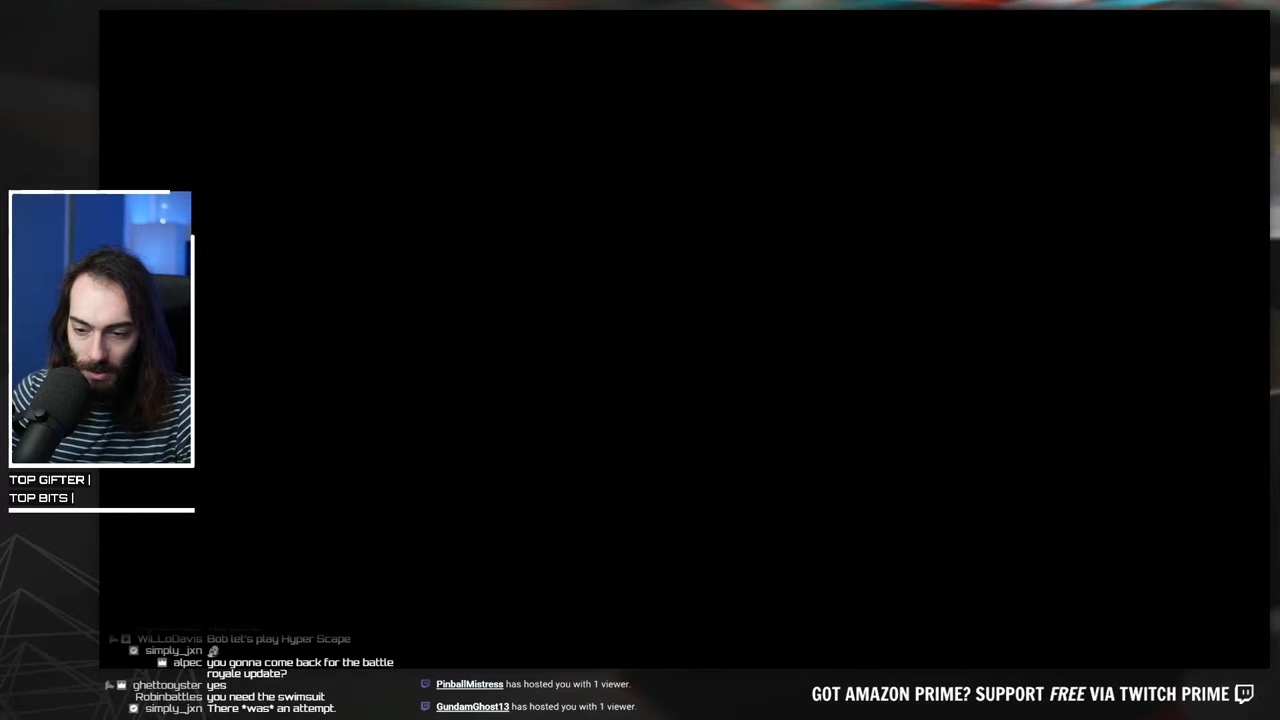 TOP GIFTER |
TOP BITS |
WiLLoDavis Bob let's play Hyper Scape
simply_jxn
alpec you gonna come back for the battle
royale update?
ghettooyster yes
Robinbattles you need the swimsuit
simply_jxn There *was* an attempt.
PinballMistress has hosted you with 1 viewer.
GundamGhost13 has hosted you with 1 viewer.
GOT AMAZON PRIME? SUPPORT FREE VIA TWITCH PRIME